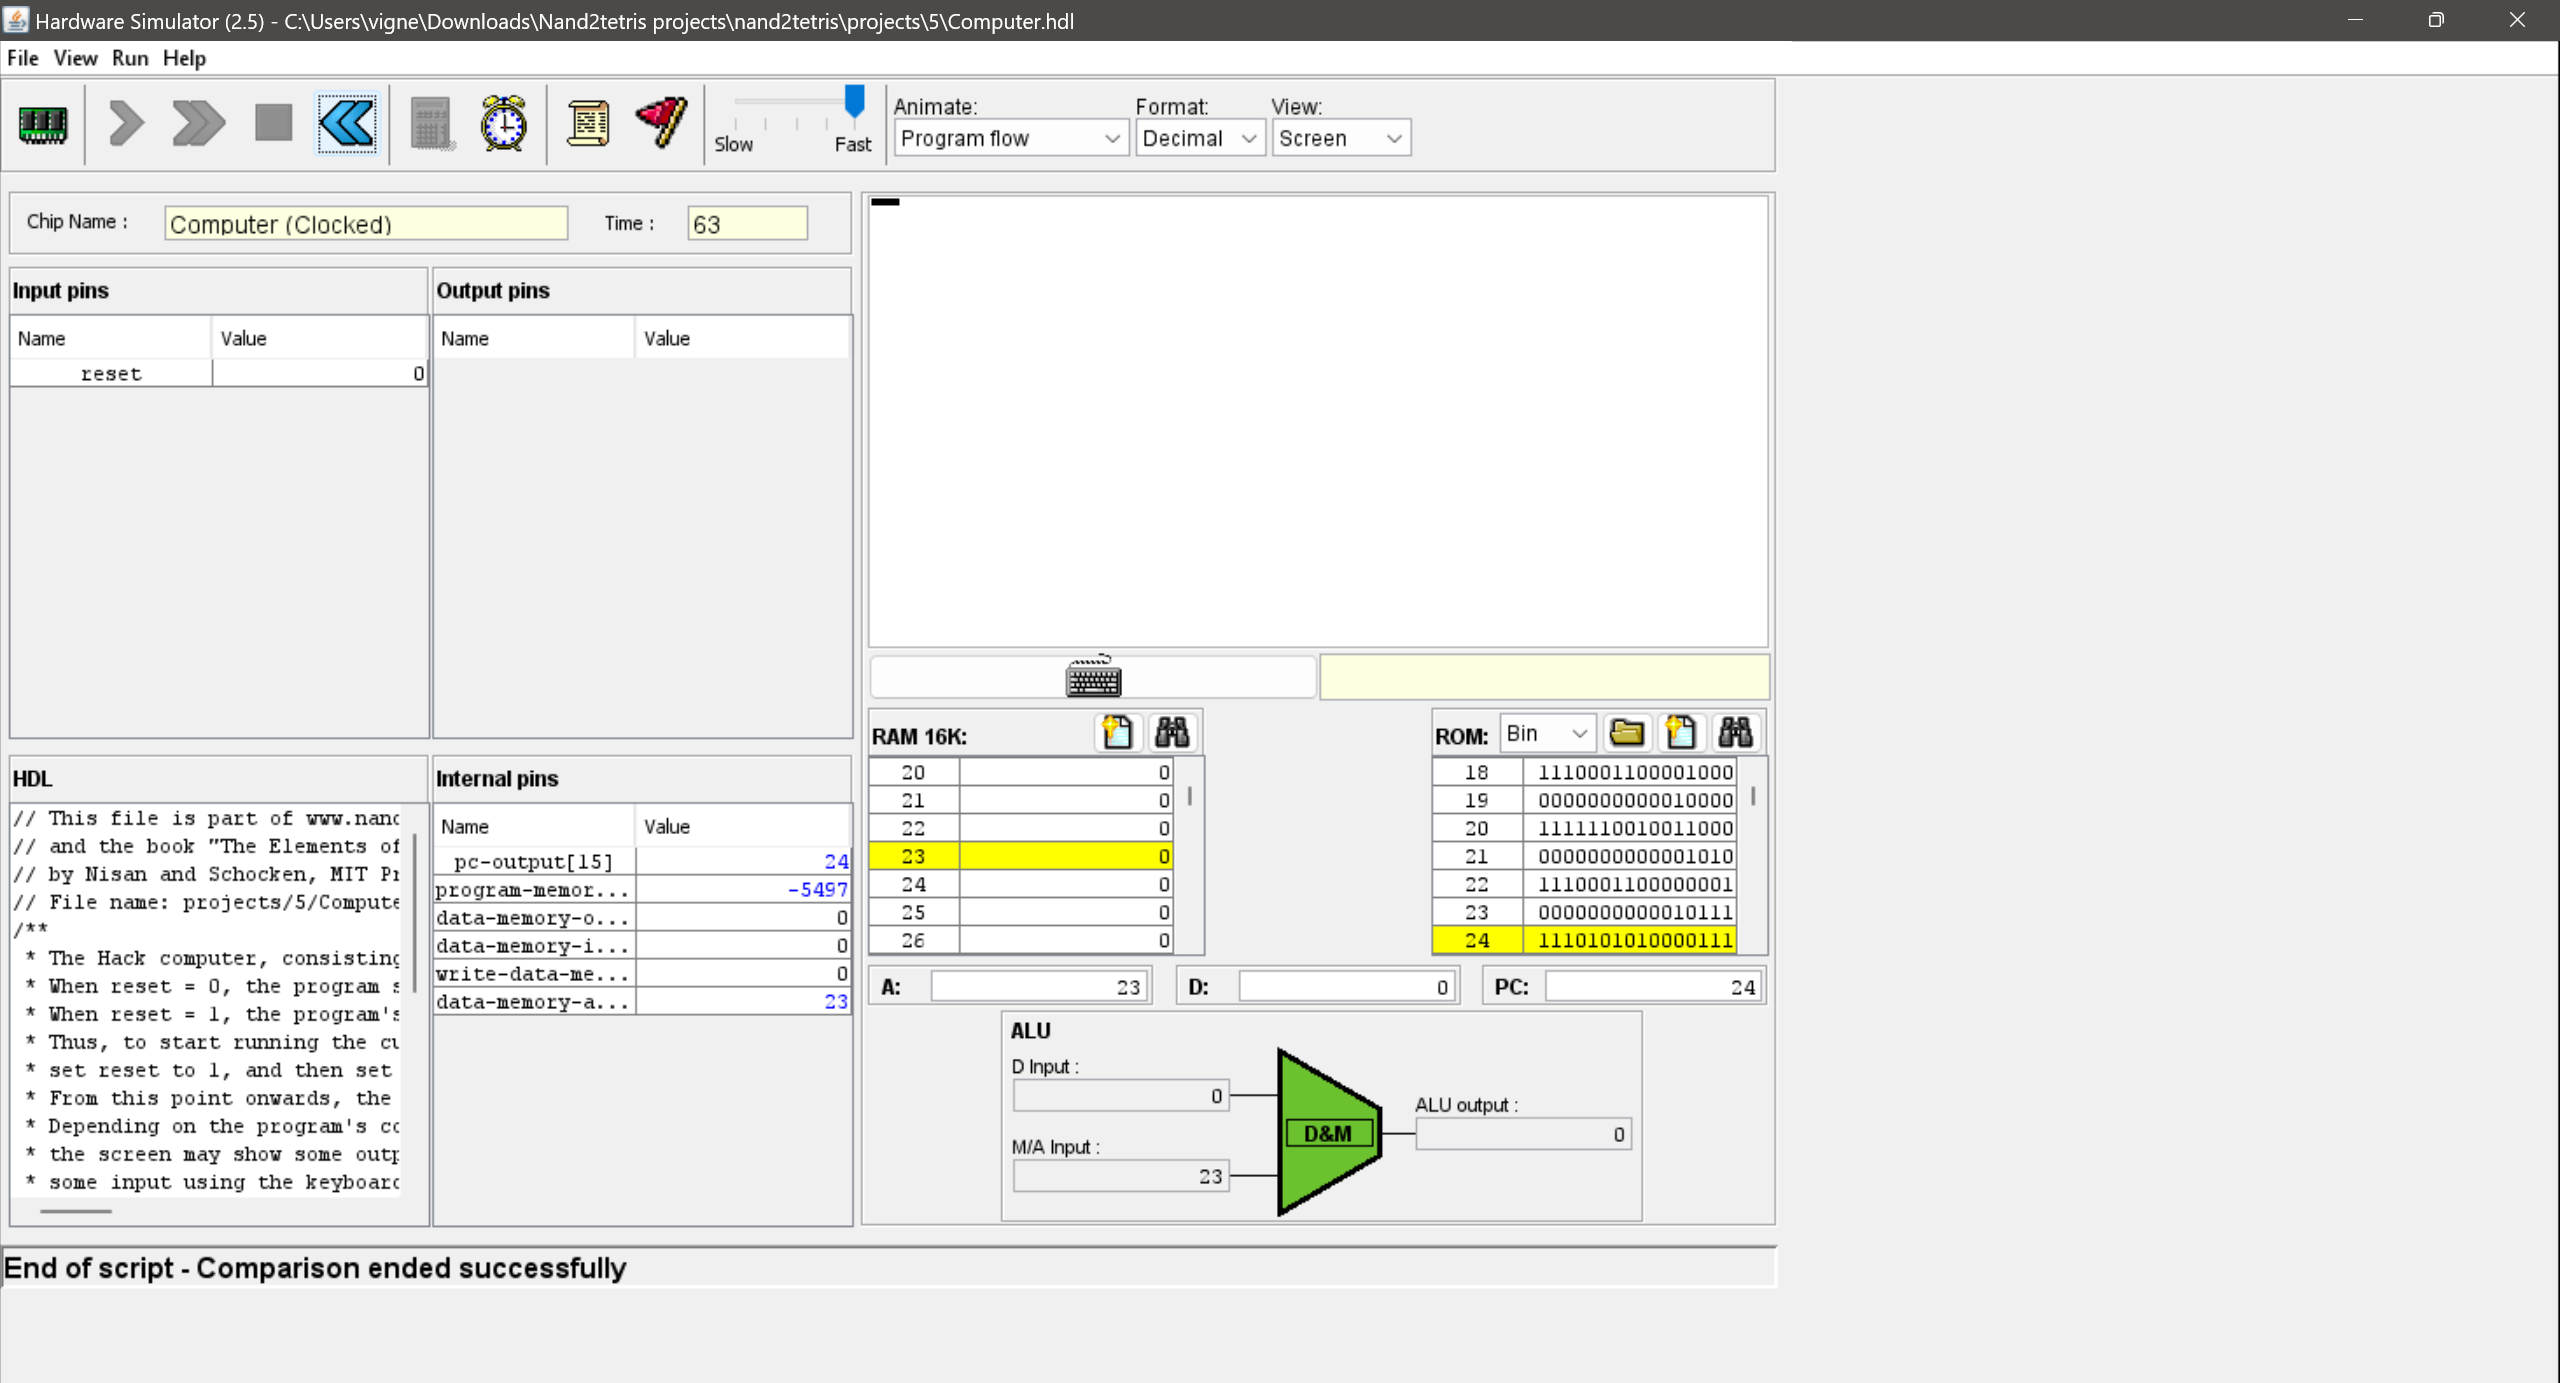 Hardware Simulator (2.5) - C:\Users\vigne\Downloads\Nand2tetris projects\nand2tetris\projects\5\Computer.hdl
File View Run Help
Slow Fast
Animate: Format: View:
Program flow Decimal Screen
Chip Name : Computer (Clocked) Time : 63
Input pins
Name Value
reset 0
Output pins
Name Value
HDL
// This file is part of www.nand
// and the book "The Elements of
// by Nisan and Schocken, MIT Pr
// File name: projects/5/Compute
/**
* The Hack computer, consisting
* When reset = 0, the program s
* When reset = 1, the program's
* Thus, to start running the cu
* set reset to 1, and then set
* From this point onwards, the
* Depending on the program's co
* the screen may show some outp
* some input using the keyboard
Internal pins
Name Value
pc-output[15] 24
program-memor... -5497
data-memory-o... 0
data-memory-i... 0
write-data-me... 0
data-memory-a... 23
RAM 16K:
20 0
21 0
22 0
23 0
24 0
25 0
26 0
ROM: Bin
18 1110001100001000
19 0000000000010000
20 1111110010011000
21 0000000000001010
22 1110001100000001
23 0000000000010111
24 1110101010000111
A: 23 D: 0 PC: 24
ALU
D Input :
0
M/A Input :
23
D&M
ALU output :
0
End of script - Comparison ended successfully